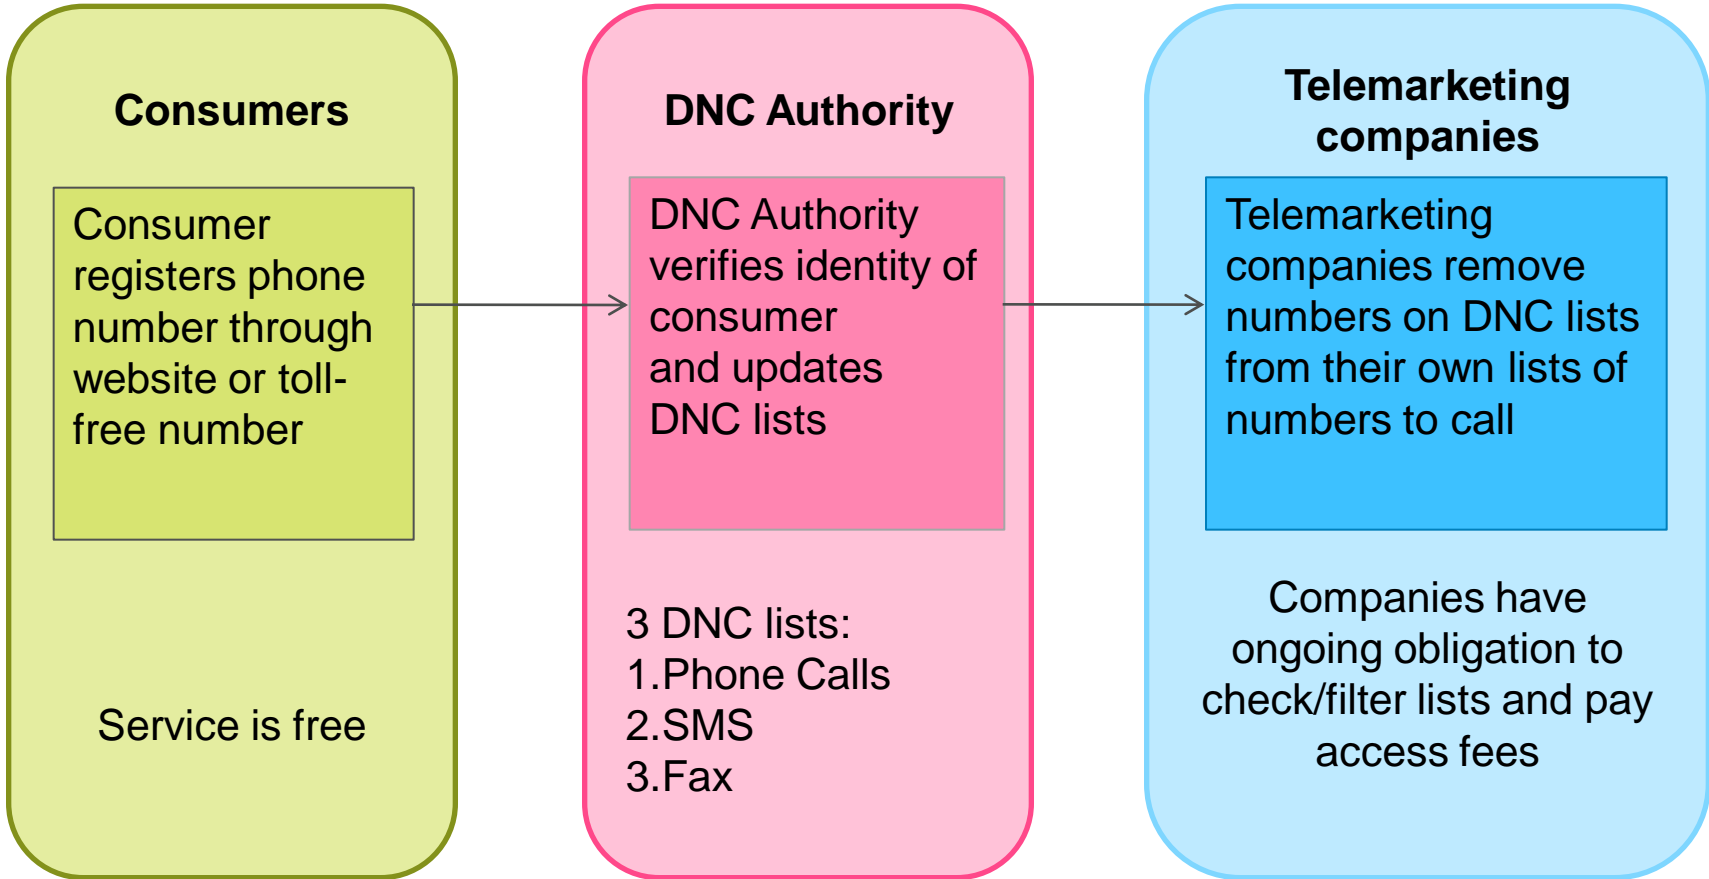 Consumers
Consumer
registers phone
number through
website or toll-
free number
Service is free
DNC Authority
DNC Authority
verifies identity of
consumer
and updates
DNC lists
3 DNC lists:
1.Phone Calls
2.SMS
3.Fax
Telemarketing
companies
Telemarketing
companies remove
numbers on DNC lists
from their own lists of
numbers to call
Companies have
ongoing obligation to
check/filter lists and pay
access fees